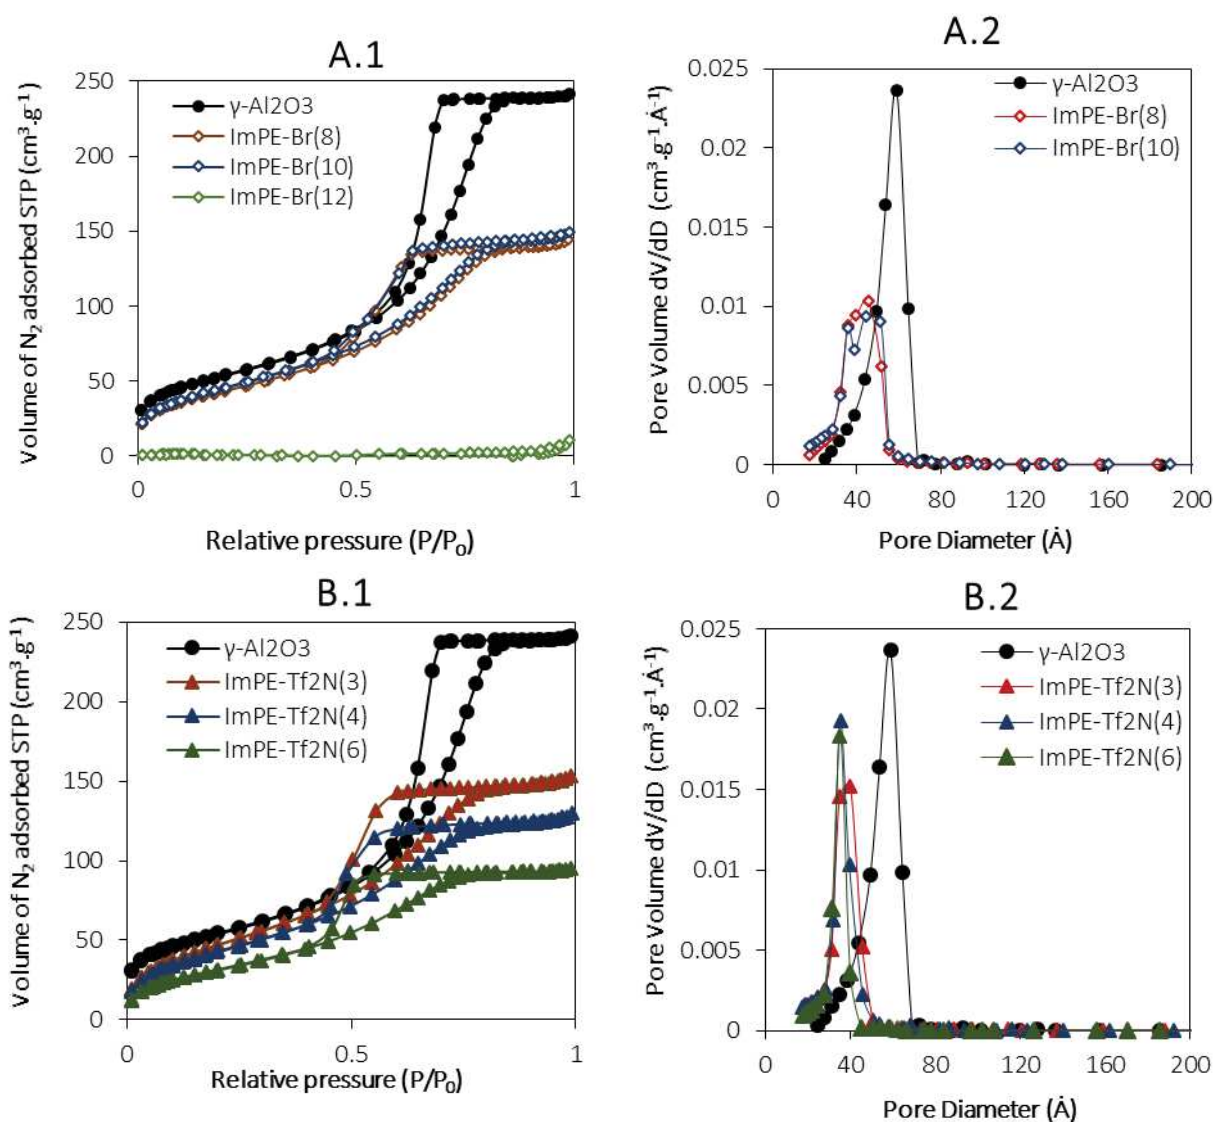 A.1
Volume of N₂ adsorbed STP (cm³.g⁻¹)
250
200
150
100
50
0
γ-Al2O3
ImPE-Br(8)
ImPE-Br(10)
ImPE-Br(12)
0
0.5
1
Relative pressure (P/P₀)
A.2
Pore Volume dV/dD (cm³.g⁻¹.Å⁻¹)
0.025
0.02
0.015
0.01
0.005
0
γ-Al2O3
ImPE-Br(8)
ImPE-Br(10)
0
40
80
120
160
200
Pore Diameter (Å)
B.1
Volume of N₂ adsorbed STP (cm³.g⁻¹)
250
200
150
100
50
0
γ-Al2O3
ImPE-Tf2N(3)
ImPE-Tf2N(4)
ImPE-Tf2N(6)
0
0.5
1
Relative pressure (P/P₀)
B.2
Pore Volume dV/dD (cm³.g⁻¹.Å⁻¹)
0.025
0.02
0.015
0.01
0.005
0
γ-Al2O3
ImPE-Tf2N(3)
ImPE-Tf2N(4)
ImPE-Tf2N(6)
0
40
80
120
160
200
Pore Diameter (Å)